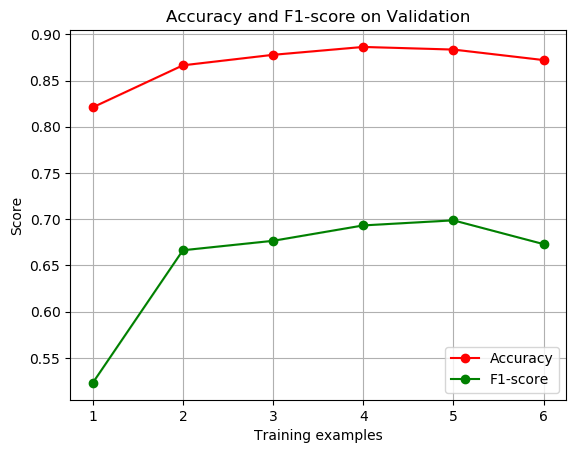 Accuracy and F1-score on Validation
0.90
0.85
0.80
0.75
0.70
0.65
0.60
0.55
Score
Accuracy
F1-score
1 2 3 4 5 6
Training examples